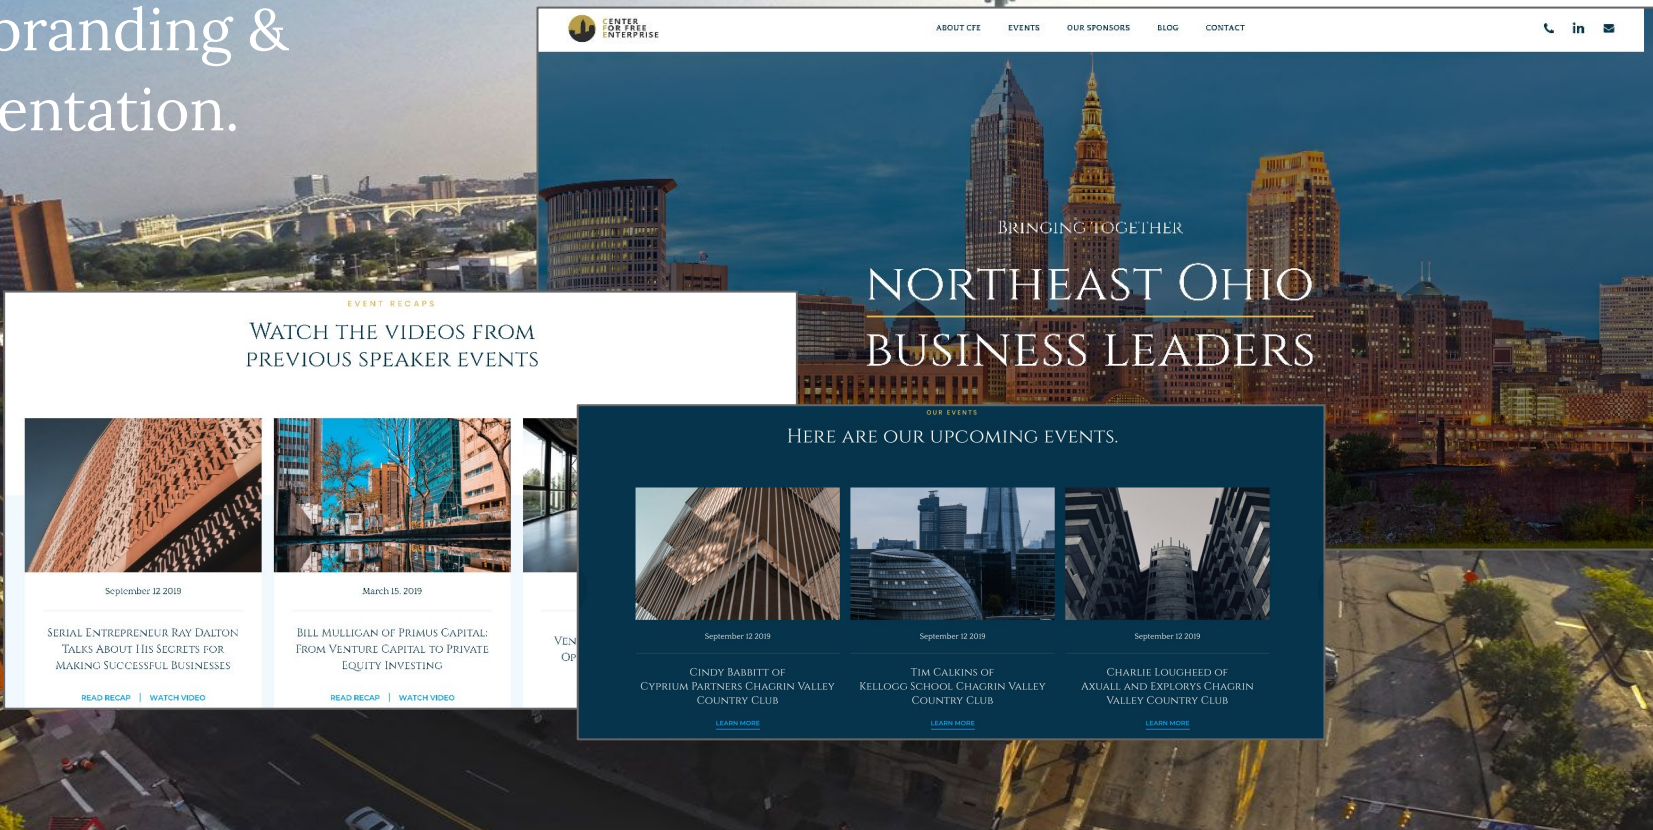 branding &
entation.
CENTER
FOR FREE
ENTERPRISE
ABOUT CFE
EVENTS
OUR SPONSORS
BLOG
CONTACT
BRINGING TOGETHER
NORTHEAST OHIO
BUSINESS LEADERS
EVENT RECAPS
WATCH THE VIDEOS FROM
PREVIOUS SPEAKER EVENTS
September 12 2019
SERIAL ENTREPRENEUR RAY DALTON
TALKS ABOUT HIS SECRETS FOR
MAKING SUCCESSFUL BUSINESSES
READ RECAP | WATCH VIDEO
March 15, 2019
BILL MULLIGAN OF PRIMUS CAPITAL:
FROM VENTURE CAPITAL TO PRIVATE
EQUITY INVESTING
READ RECAP | WATCH VIDEO
VEN
OP
OUR EVENTS
HERE ARE OUR UPCOMING EVENTS.
September 12 2019
CINDY BABBITT OF
CYPRIUM PARTNERS CHAGRIN VALLEY
COUNTRY CLUB
LEARN MORE
September 12 2019
TIM CALKINS OF
KELLOGG SCHOOL CHAGRIN VALLEY
COUNTRY CLUB
LEARN MORE
September 12 2019
CHARLIE LOUGHEED OF
AXUALL AND EXPLORYS CHAGRIN
VALLEY COUNTRY CLUB
LEARN MORE